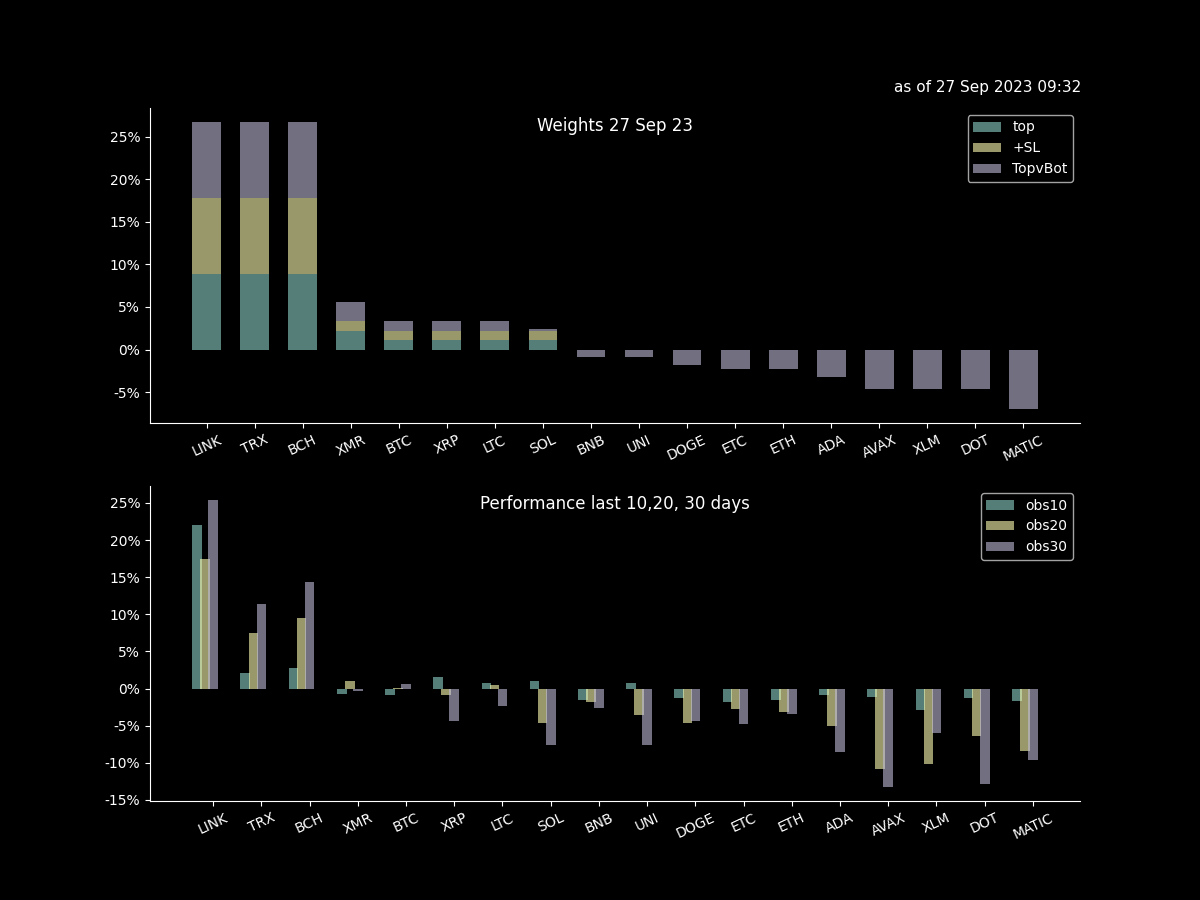 as of 27 Sep 2023 09:32
Weights 27 Sep 23
top
+SL
TopvBot
25%
20%
15%
10%
5%
0%
-5%
LINK TRX BCH XMR BTC XRP LTC SOL BNB UNI DOGE ETC ETH ADA AVAX XLM DOT MATIC
Performance last 10,20, 30 days
obs10
obs20
obs30
25%
20%
15%
10%
5%
0%
-5%
-10%
-15%
LINK TRX BCH XMR BTC XRP LTC SOL BNB UNI DOGE ETC ETH ADA AVAX XLM DOT MATIC